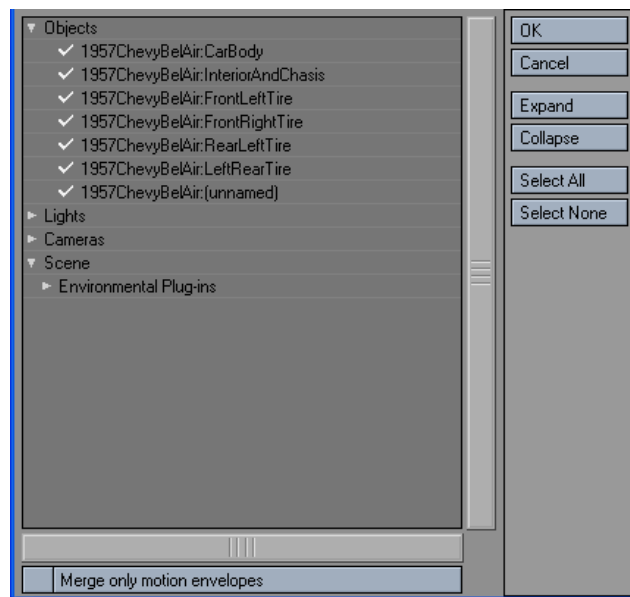 Objects
1957ChevyBelAir:CarBody
1957ChevyBelAir:InteriorAndChasis
1957ChevyBelAir:FrontLeftTire
1957ChevyBelAir:FrontRightTire
1957ChevyBelAir:RearLeftTire
1957ChevyBelAir:LeftRearTire
1957ChevyBelAir:(unnamed)
Lights
Cameras
Scene
Environmental Plug-ins
Merge only motion envelopes
OK
Cancel
Expand
Collapse
Select All
Select None